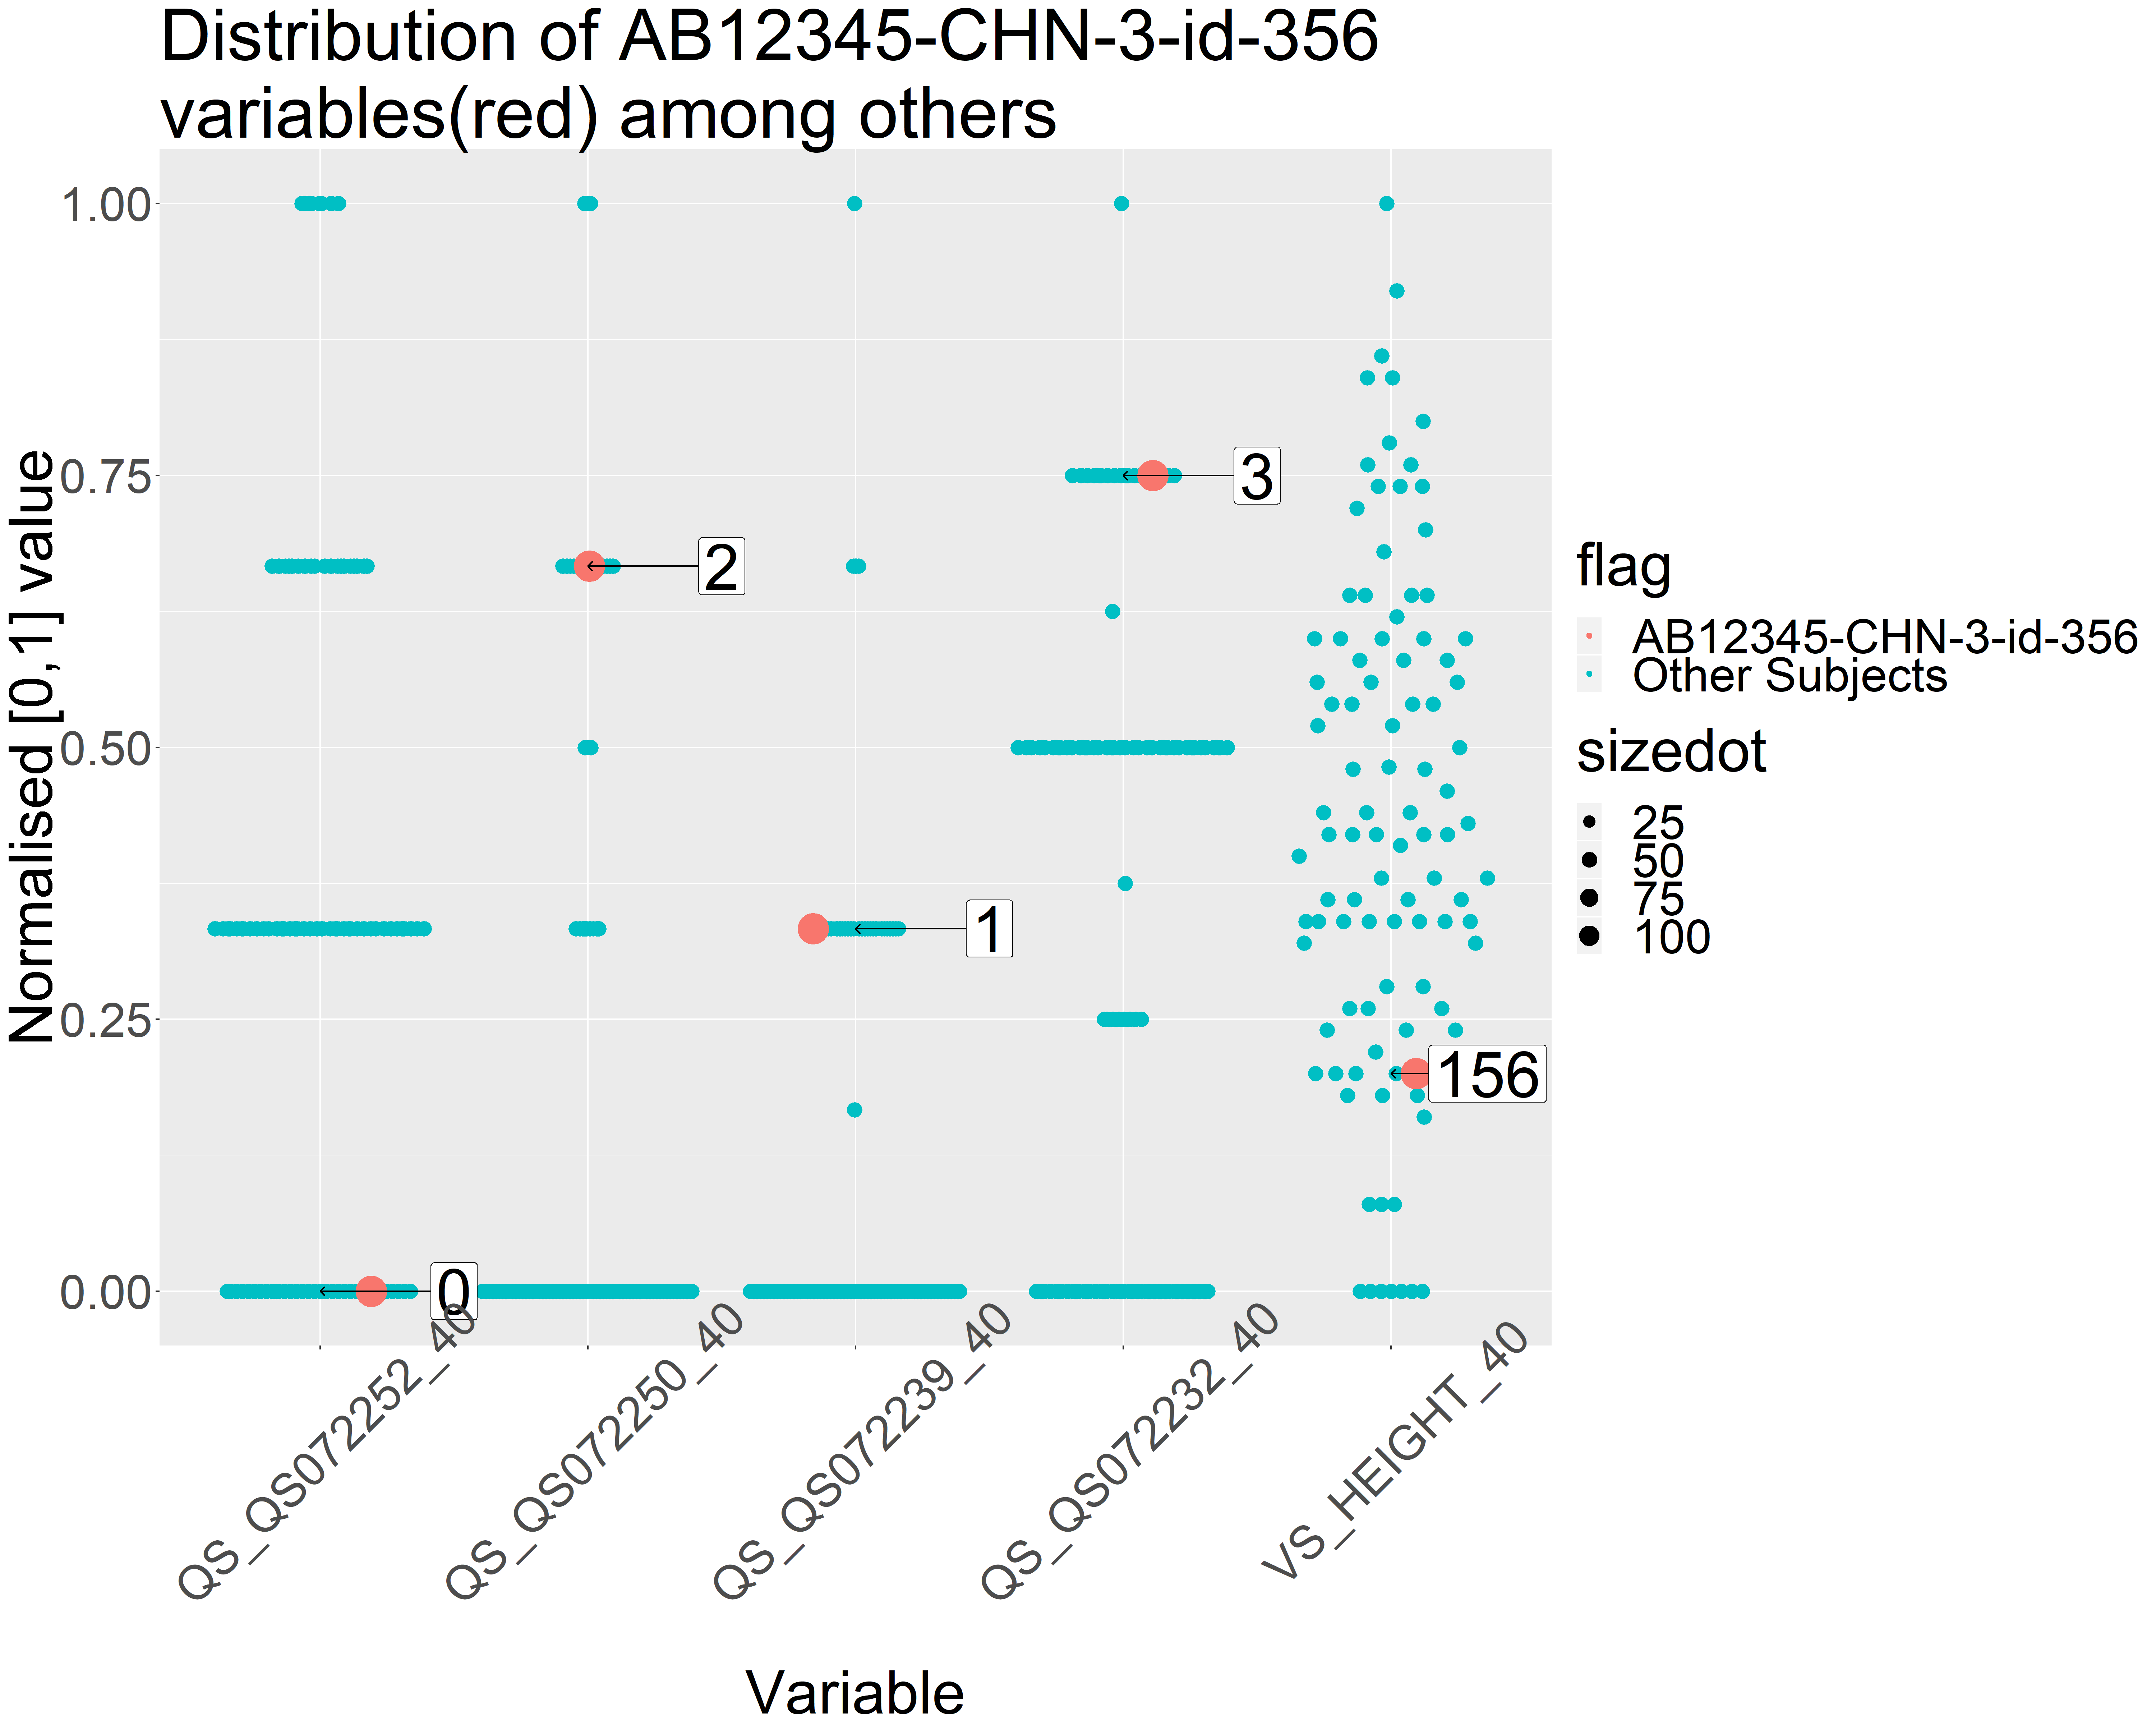 Distribution of AB12345-CHN-3-id-356
variables(red) among others
Normalised [0,1] value
1.00
0.75
0.50
0.25
0.00
3
2
1
156
0
QS_QS072252_40
QS_QS072250_40
QS_QS072239_40
QS_QS072232_40
VS_HEIGHT_40
Variable
flag
AB12345-CHN-3-id-356
Other Subjects
sizedot
25
50
75
100